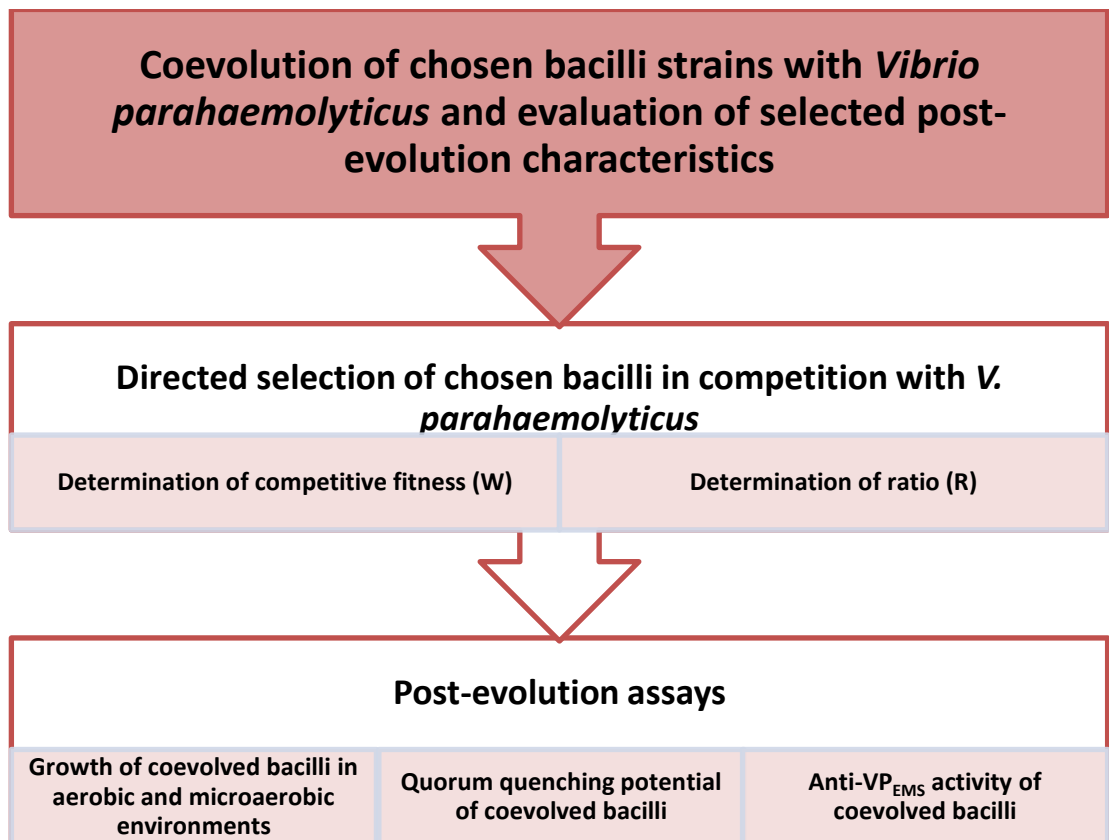 Coevolution of chosen bacilli strains with Vibrio
parahaemolyticus and evaluation of selected post-
evolution characteristics
Directed selection of chosen bacilli in competition with V.
parahaemolyticus
Determination of competitive fitness (W)
Determination of ratio (R)
Post-evolution assays
Growth of coevolved bacilli in
aerobic and microaerobic
environments
Quorum quenching potential
of coevolved bacilli
Anti-VPEMS activity of
coevolved bacilli